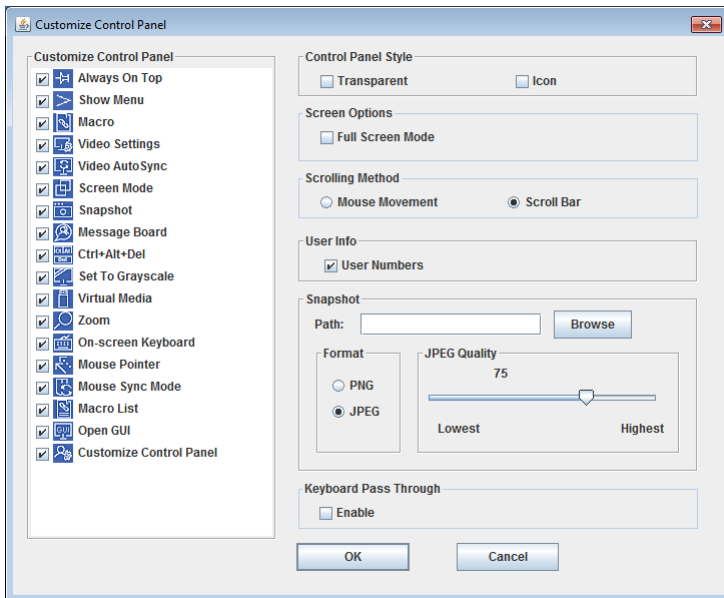 Customize Control Panel
Customize Control Panel
Always On Top
Show Menu
Macro
Video Settings
Video AutoSync
Screen Mode
Snapshot
Message Board
Ctrl+Alt+Del
Set To Grayscale
Virtual Media
Zoom
On-screen Keyboard
Mouse Pointer
Mouse Sync Mode
Macro List
GUI Open GUI
Customize Control Panel
Control Panel Style
Transparent Icon
Screen Options
Full Screen Mode
Scrolling Method
Mouse Movement Scroll Bar
User Info
User Numbers
Snapshot
Path: Browse
Format
PNG
JPEG
JPEG Quality
75
Lowest Highest
Keyboard Pass Through
Enable
OK Cancel